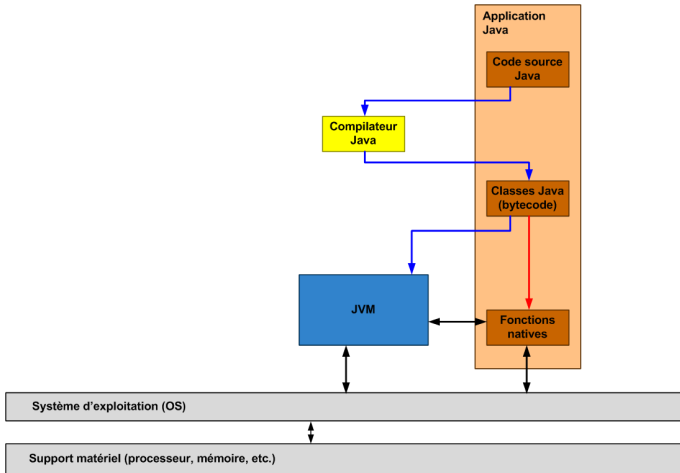 Application
Java
Code source
Java
Compilateur
Java
Classes Java
(bytecode)
JVM
Fonctions
natives
Système d'exploitation (OS)
Support matériel (processeur, mémoire, etc.)